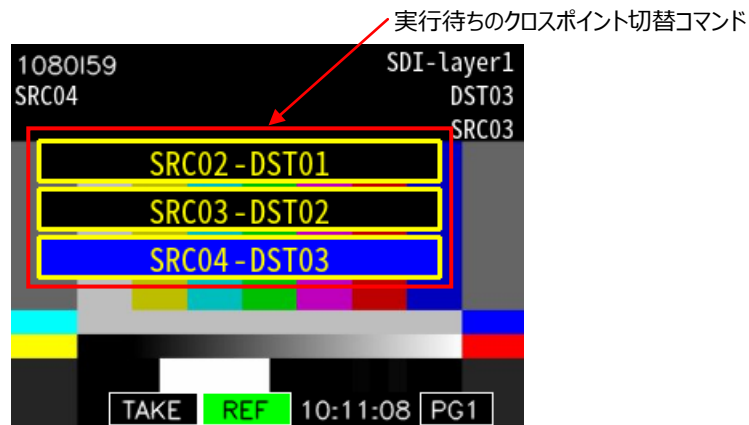 実行待ちのクロスポイント切替コマンド
1080I59 SDI-layer1
SRC04 DST03
SRC03
SRC02-DST01
SRC03-DST02
SRC04-DST03
TAKE REF 10:11:08 PG1